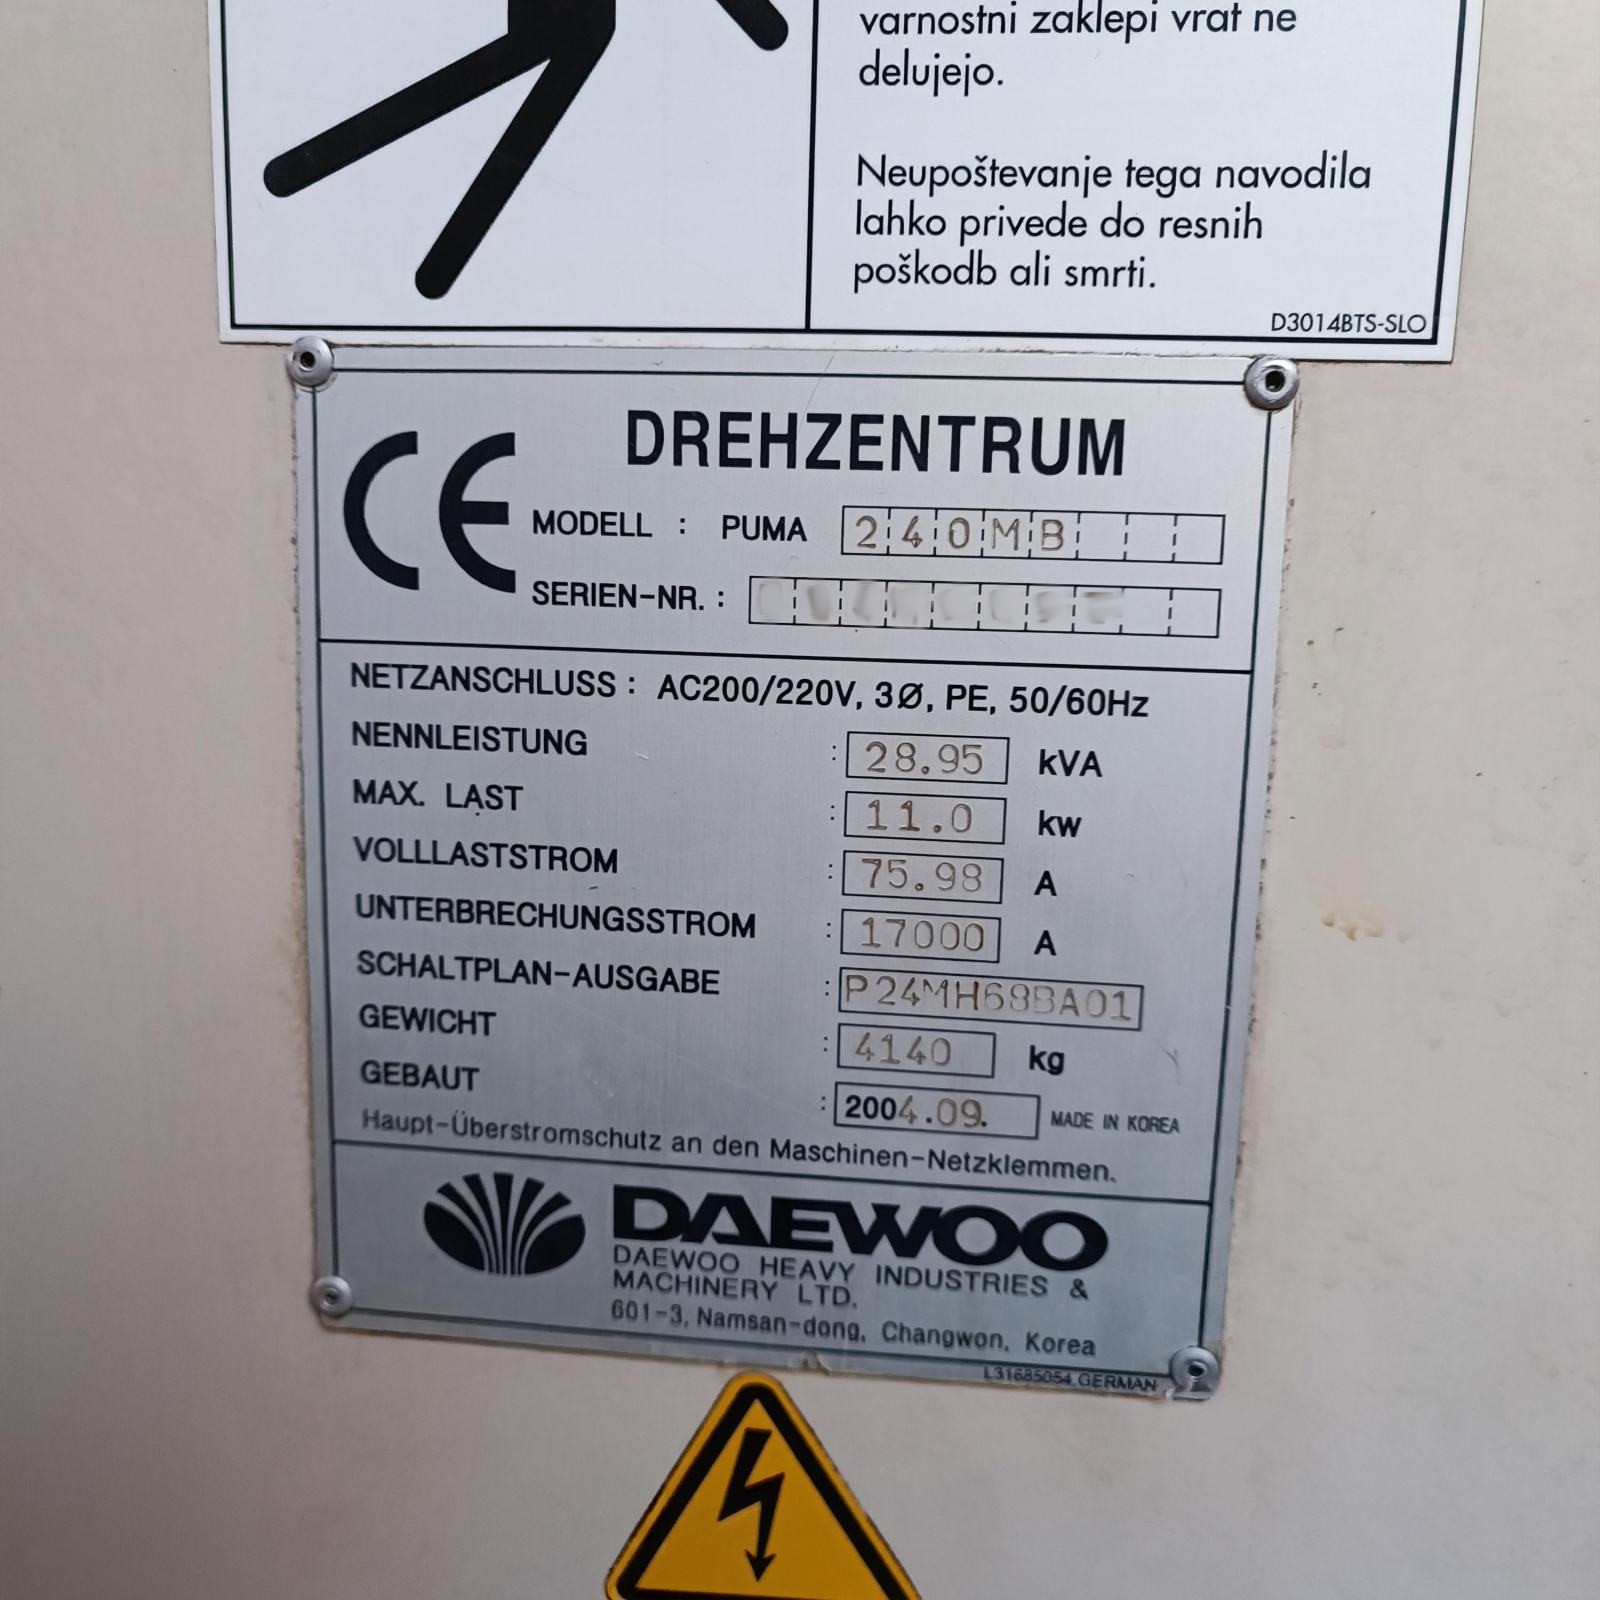 varnostni zaklepi vrat ne
delujejo.
Neupoštevanje tega navodila
lahko privede do resnih
poškodb ali smrti.
D3014BTS-SLO
CE
DREHZENTRUM
MODELL : PUMA 240MB
SERIEN-NR. :
NETZANSCHLUSS : AC200/220V, 3Ø, PE, 50/60Hz
NENNLEISTUNG : 28.95 kVA
MAX. LAST : 11.0 kw
VOLLLASTSTROM : 75.98 A
UNTERBRECHUNGSSTROM : 17000 A
SCHALTPLAN-AUSGABE : P24MH68BA01
GEWICHT : 4140 kg
GEBAUT : 2004.09. MADE IN KOREA
Haupt-Überstromschutz an den Maschinen-Netzklemmen.
DAEWOO
DAEWOO HEAVY INDUSTRIES &
MACHINERY LTD.
601-3, Namsan-dong, Changwon, Korea
L31685054.GERMAN